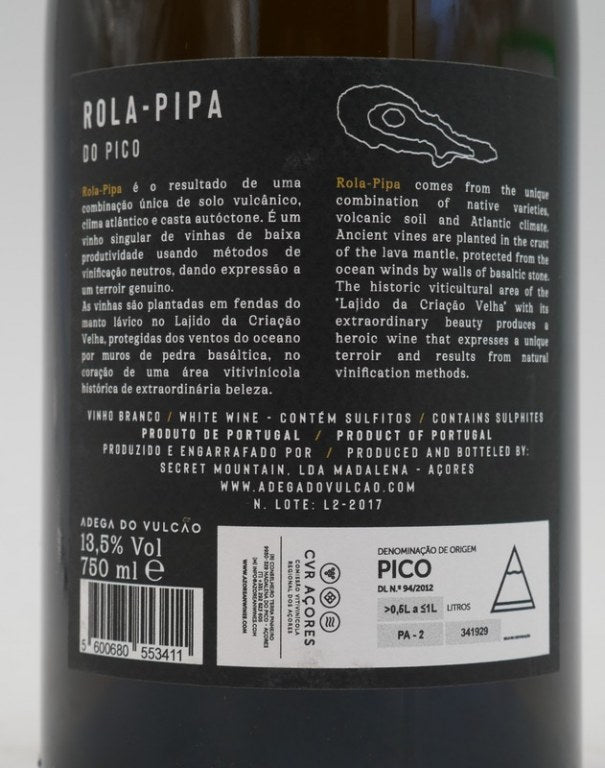 ROLA-PIPA
DO PICO
Rola-Pipa é o resultado de uma
combinação única de solo vulcânico,
clima atlântico e casta autóctone. É um
vinho singular de vinhas de baixa
produtividade usando métodos de
vinificação neutros, dando expressão a
um terroir genuino.
As vinhas são plantadas em fendas do
manto lávico no Lajido da Criação
Velha, protegidas dos ventos do oceano
por muros de pedra basáltica, no
coração de uma área vitivinícola
histórica de extraordinária beleza.
Rola-Pipa comes from the unique
combination of native varieties,
volcanic soil and Atlantic climate.
Ancient vines are planted in the crust
of the lava mantle, protected from the
ocean winds by walls of basaltic stone.
The historic viticultural area of the
"Lajido da Criação Velha" with its
extraordinary beauty produces a
heroic wine that expresses a unique
terroir and results from natural
vinification methods.
VINHO BRANCO / WHITE WINE - CONTÉM SULFITOS / CONTAINS SULPHITES
PRODUTO DE PORTUGAL / PRODUCT OF PORTUGAL
PRODUZIDO E ENGARRAFADO POR / PRODUCED AND BOTTELED BY:
SECRET MOUNTAIN, LDA MADALENA - AÇORES
WWW.ADEGADOVULCAO.COM
N. LOTE: L2-2017
ADEGA DO VULCÃO
13,5% Vol
750 ml e
5 600680 553411
CVR AÇORES
COMISSÃO VITIVINÍCOLA
REGIONAL DOS AÇORES
WWW.AZOREANWINES.COM
DENOMINAÇÃO DE ORIGEM
PICO
DL N.º 94/2012
>0,6L a ≤1L LITROS
PA - 2 341929